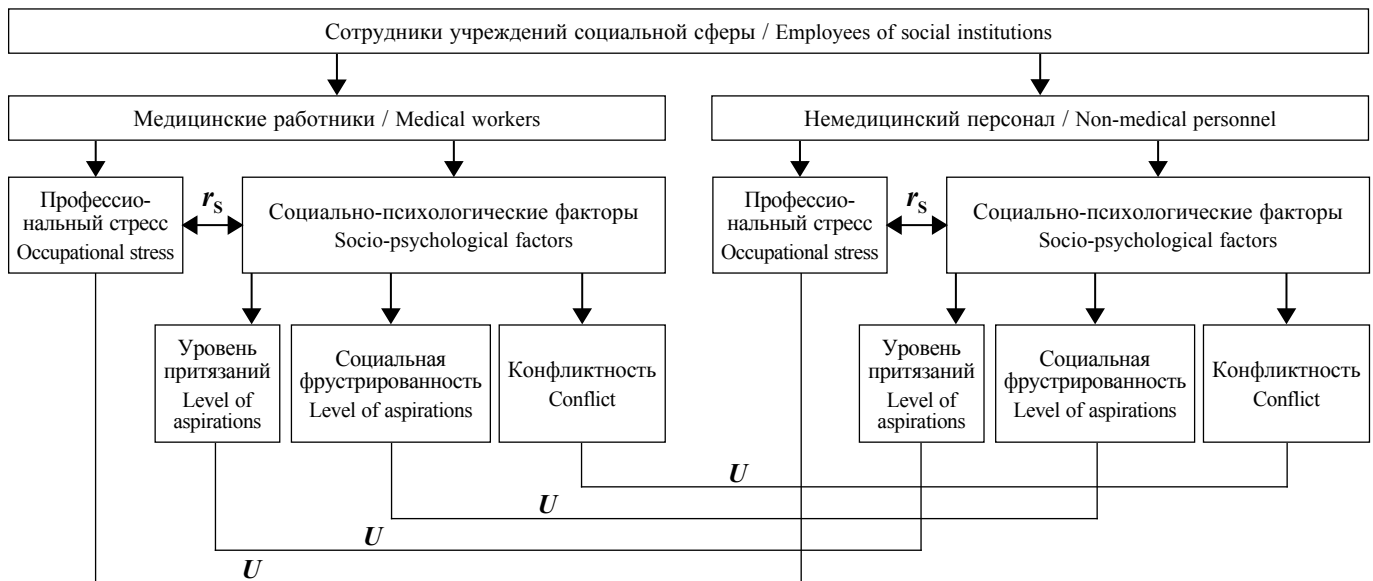 Сотрудники учреждений социальной сферы / Employees of social institutions
Медицинские работники / Medical workers
Немедицинский персонал / Non-medical personnel
Профессио-
нальный стресс
Occupational stress
r_S
Социально-психологические факторы
Socio-psychological factors
Профессио-
нальный стресс
Occupational stress
r_S
Социально-психологические факторы
Socio-psychological factors
Уровень
притязаний
Level of
aspirations
Социальная
фрустрированность
Level of aspirations
Конфликтность
Conflict
Уровень
притязаний
Level of
aspirations
Социальная
фрустрированность
Level of aspirations
Конфликтность
Conflict
U
U
U
U